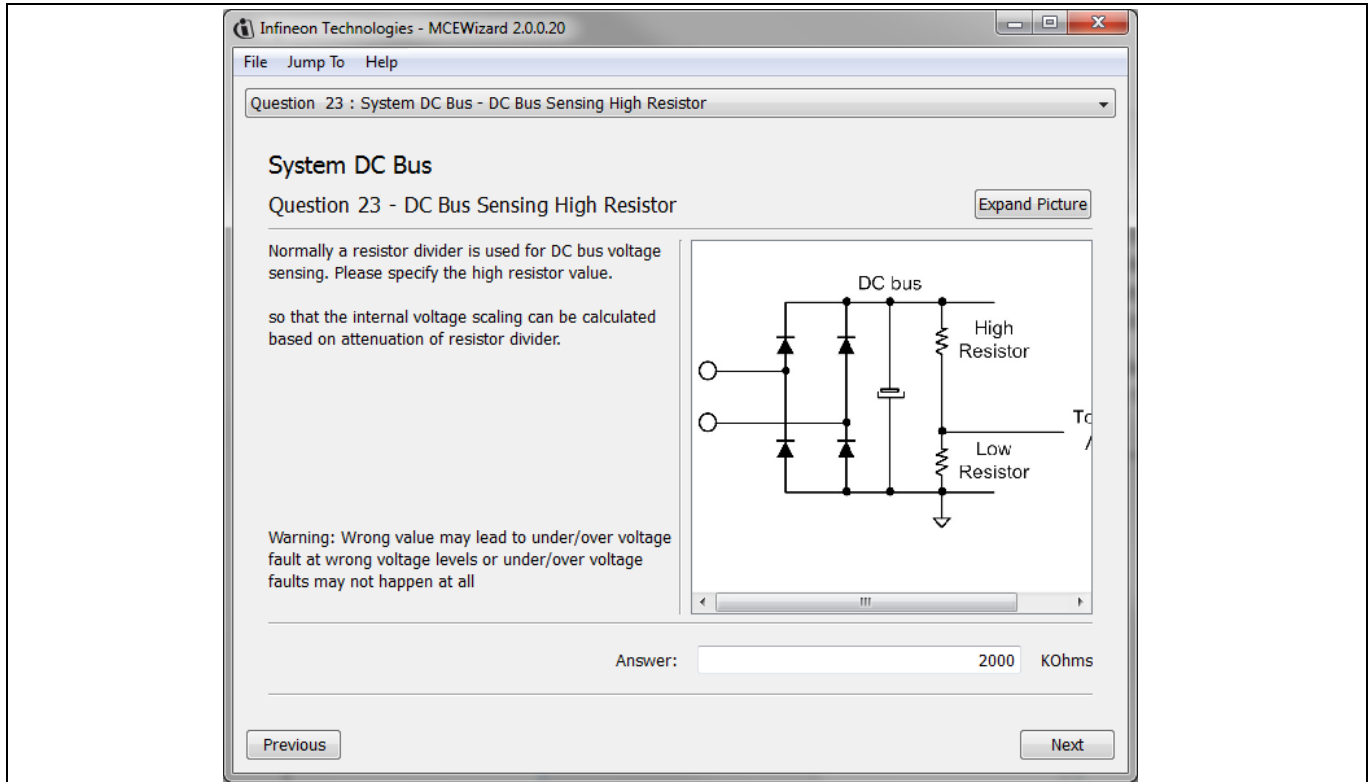 Infineon Technologies - MCEWizard 2.0.0.20
File Jump To Help
Question 23 : System DC Bus - DC Bus Sensing High Resistor
System DC Bus
Question 23 - DC Bus Sensing High Resistor
Expand Picture
Normally a resistor divider is used for DC bus voltage
sensing. Please specify the high resistor value.
so that the internal voltage scaling can be calculated
based on attenuation of resistor divider.
Warning: Wrong value may lead to under/over voltage
fault at wrong voltage levels or under/over voltage
faults may not happen at all
DC bus
High
Resistor
To
Low
Resistor
Answer:
2000 KOhms
Previous
Next